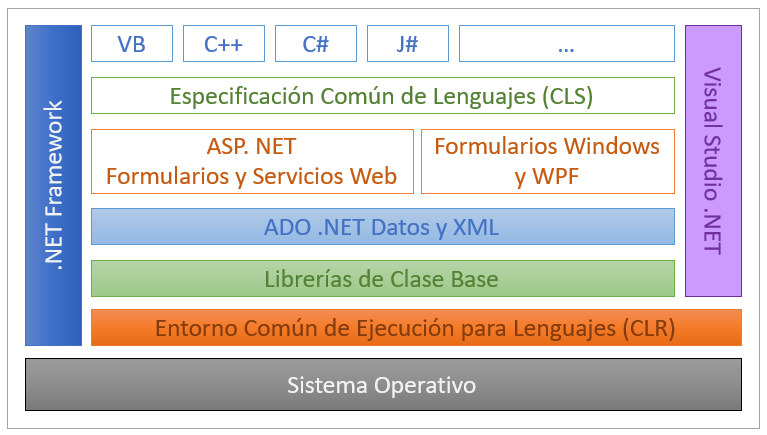 .NET Framework
VB
C++
C#
J#
...
Visual Studio .NET
Especificación Común de Lenguajes (CLS)
ASP. NET
Formularios y Servicios Web
Formularios Windows
y WPF
ADO .NET Datos y XML
Librerías de Clase Base
Entorno Común de Ejecución para Lenguajes (CLR)
Sistema Operativo